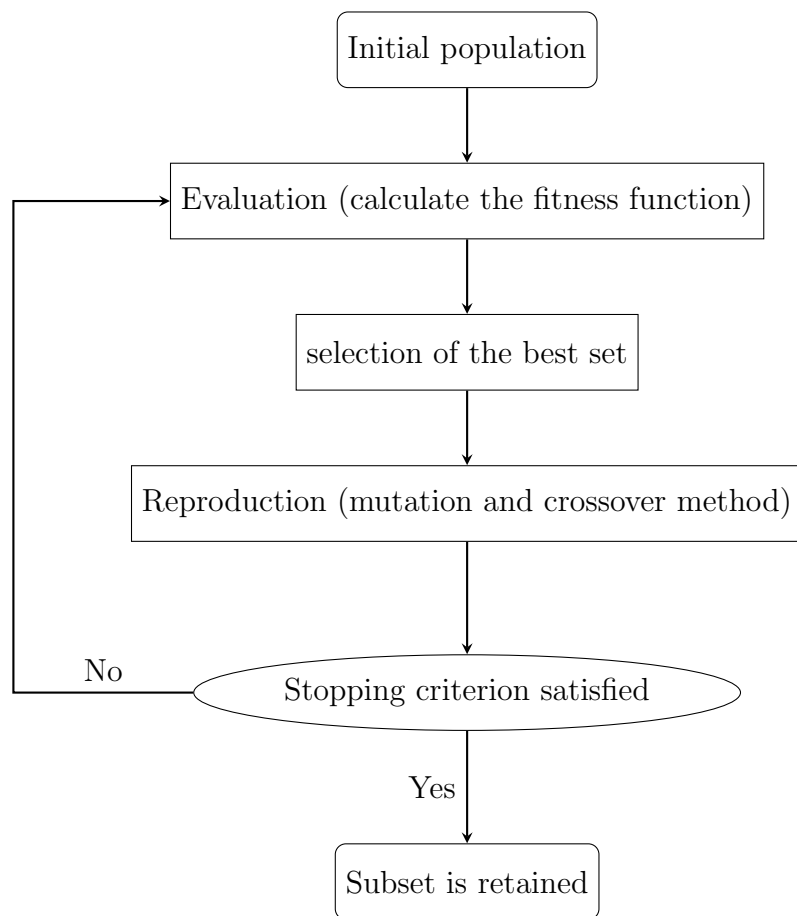 Initial population
Evaluation (calculate the fitness function)
selection of the best set
Reproduction (mutation and crossover method)
No
Stopping criterion satisfied
Yes
Subset is retained